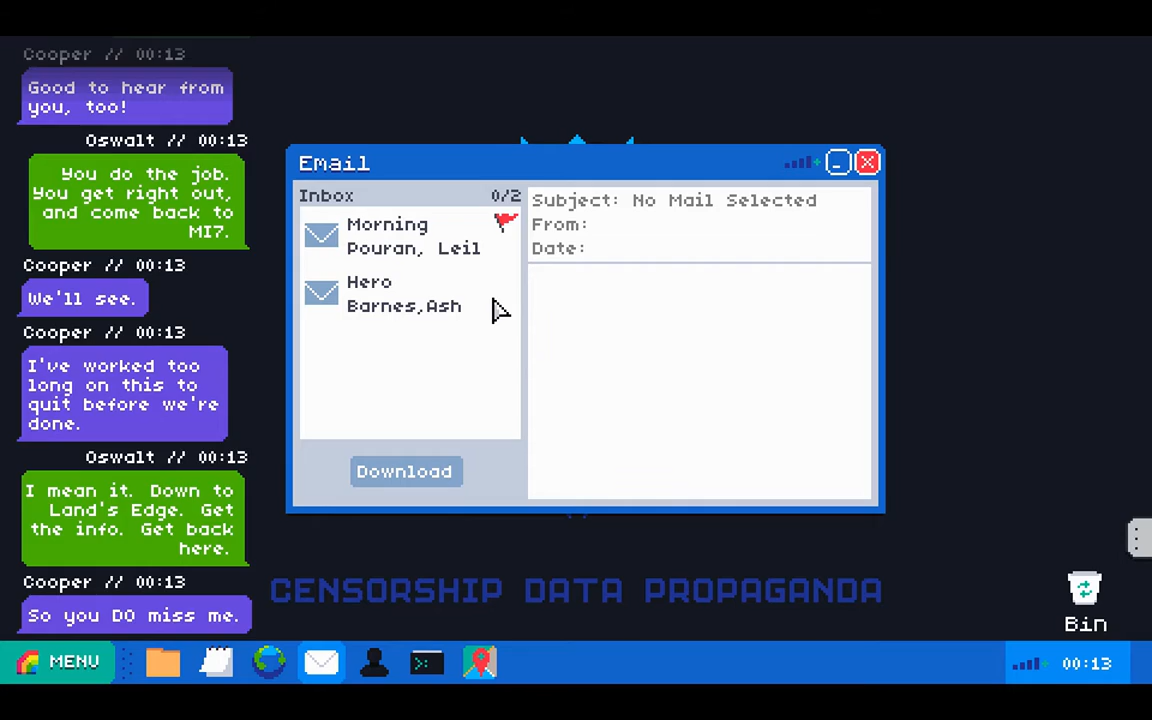 Cooper // 00:13
Good to hear from
you, too!
Oswalt // 00:13
You do the job.
You get right out,
and come back to
MI7.
Cooper // 00:13
We'll see.
Cooper // 00:13
I've worked too
long on this to
quit before we're
done.
Oswalt // 00:13
I mean it. Down to
Land's Edge. Get
the info. Get back
here.
Cooper // 00:13
So you DO miss me.
Email
Inbox 0/2
Morning
Pouran, Leil
Hero
Barnes,Ash
Download
Subject: No Mail Selected
From:
Date:
CENSORSHIP DATA PROPAGANDA
Bin
MENU
00:13